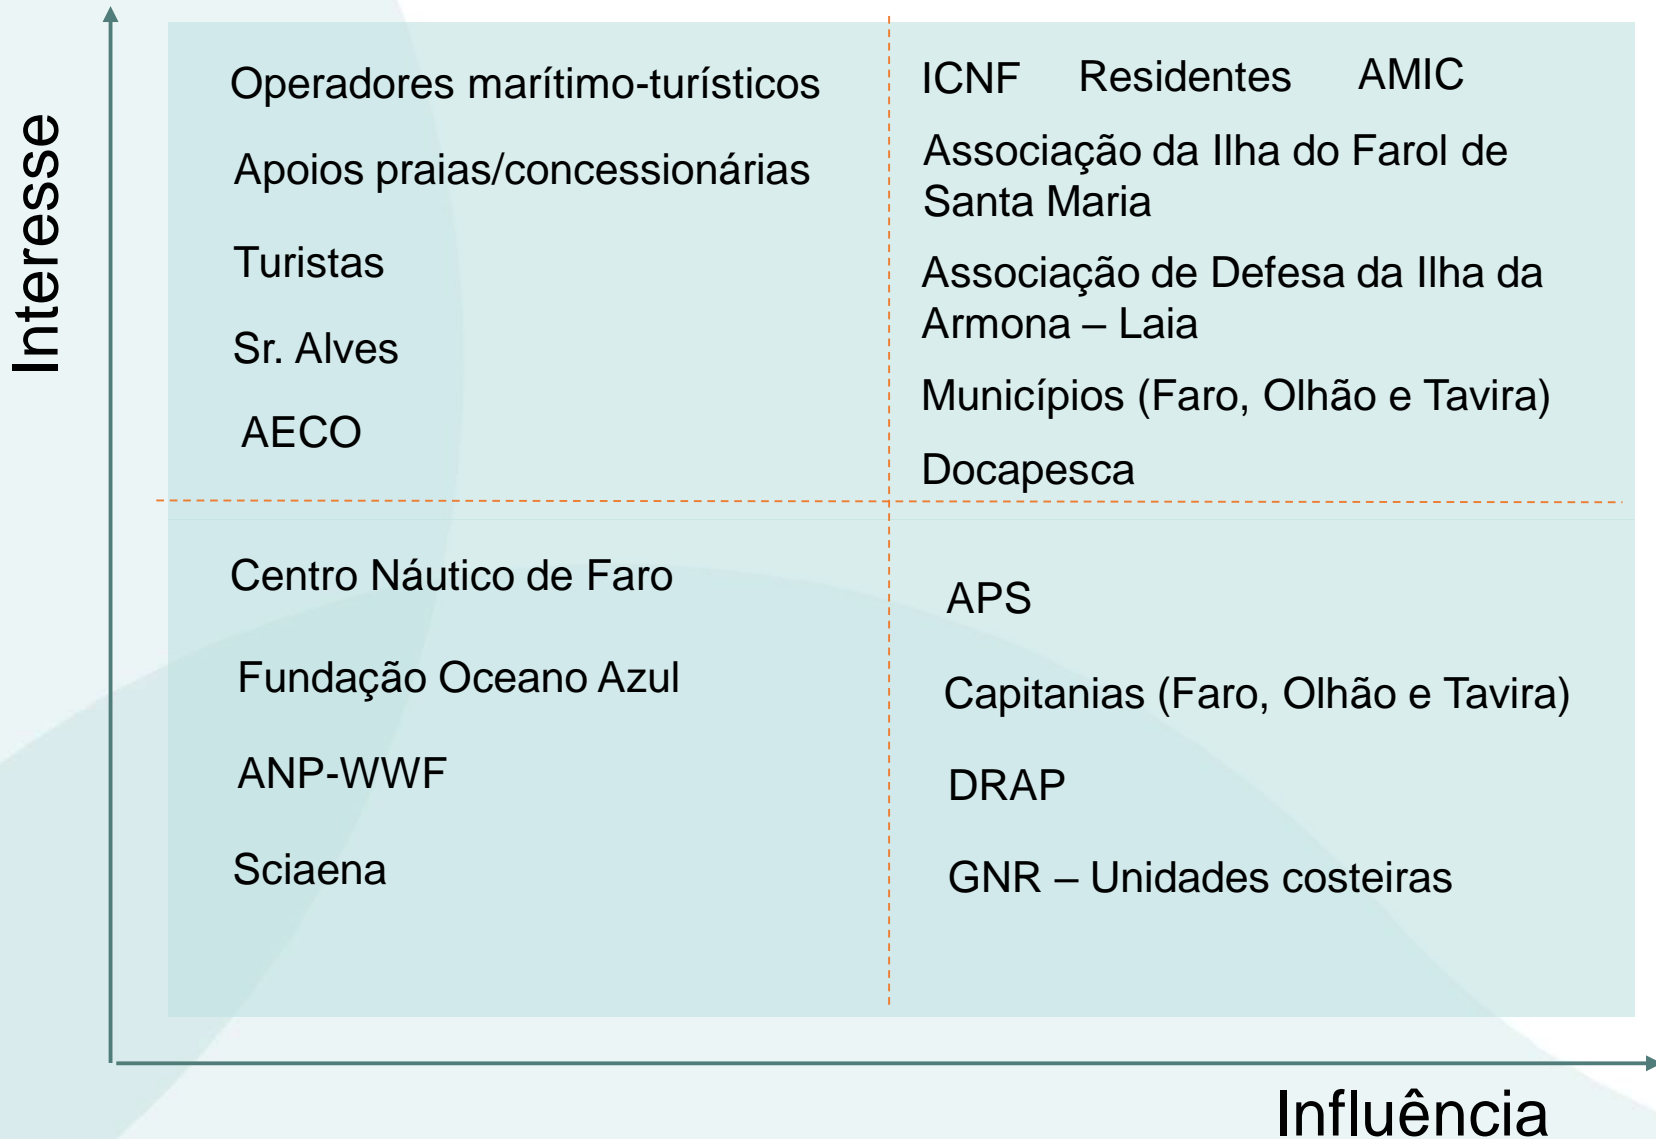 Interesse
Operadores marítimo-turísticos
Apoios praias/concessionárias
Turistas
Sr. Alves
AECO
ICNF Residentes AMIC
Associação da Ilha do Farol de
Santa Maria
Associação de Defesa da Ilha da
Armona – Laia
Municípios (Faro, Olhão e Tavira)
Docapesca
Centro Náutico de Faro
Fundação Oceano Azul
ANP-WWF
Sciaena
APS
Capitanias (Faro, Olhão e Tavira)
DRAP
GNR – Unidades costeiras
Influência